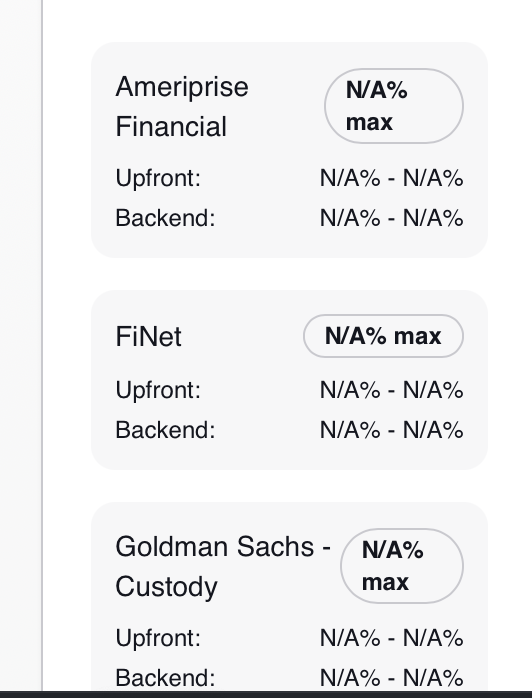 Ameriprise
Financial
N/A%
max
Upfront: N/A% - N/A%
Backend: N/A% - N/A%
FiNet N/A% max
Upfront: N/A% - N/A%
Backend: N/A% - N/A%
Goldman Sachs -
Custody
N/A%
max
Upfront: N/A% - N/A%
Backend: N/A% - N/A%